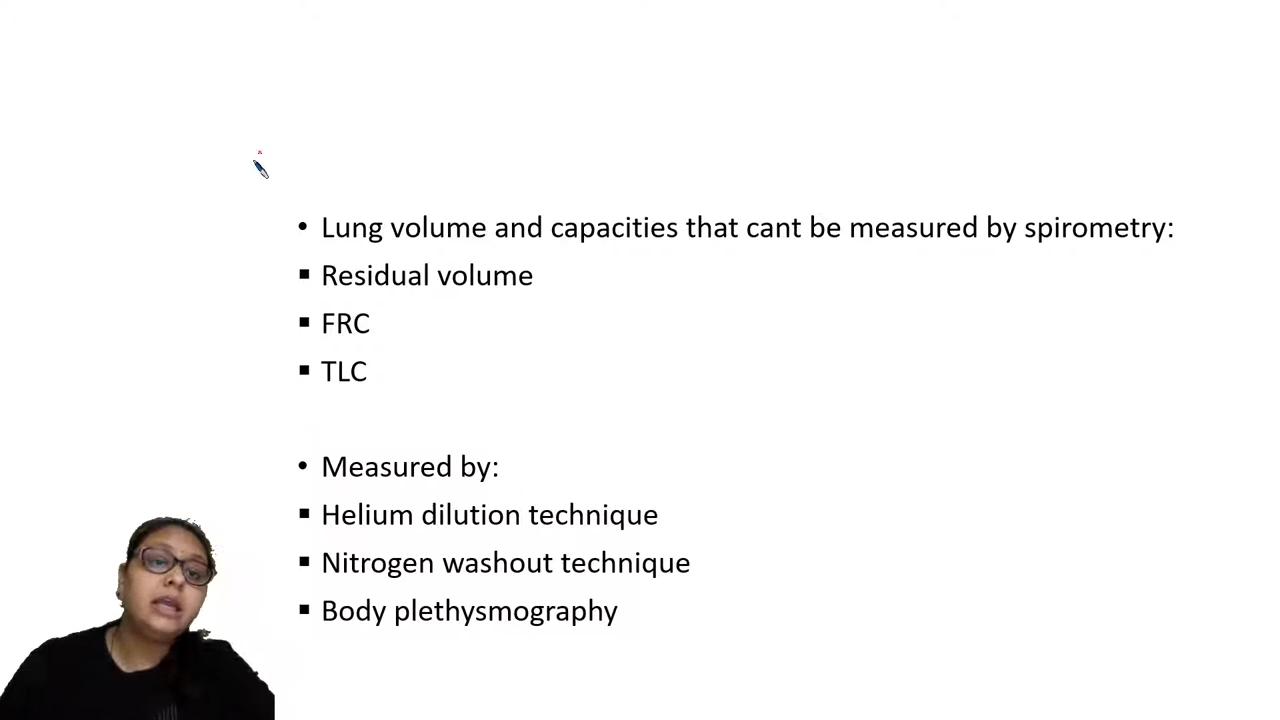 • Lung volume and capacities that cant be measured by spirometry:
▪ Residual volume
▪ FRC
▪ TLC
• Measured by:
▪ Helium dilution technique
▪ Nitrogen washout technique
▪ Body plethysmography